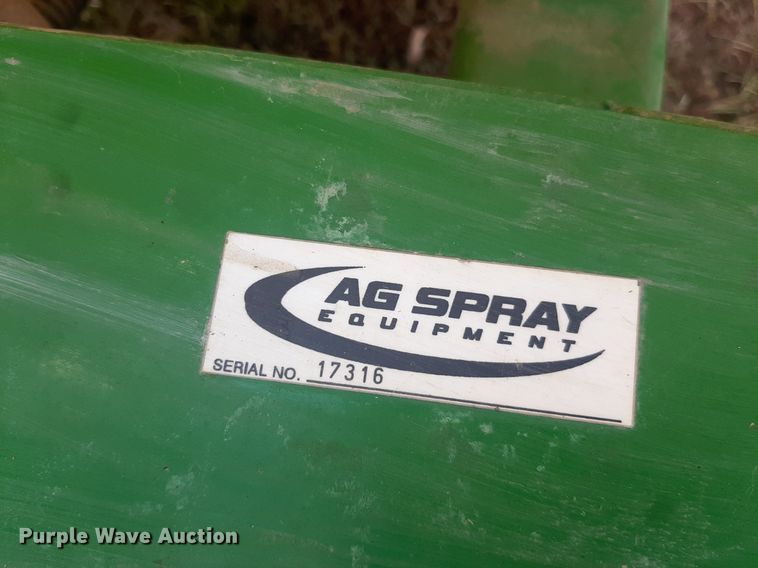 AG SPRAY
EQUIPMENT
SERIAL NO. 17316
Purple Wave Auction®